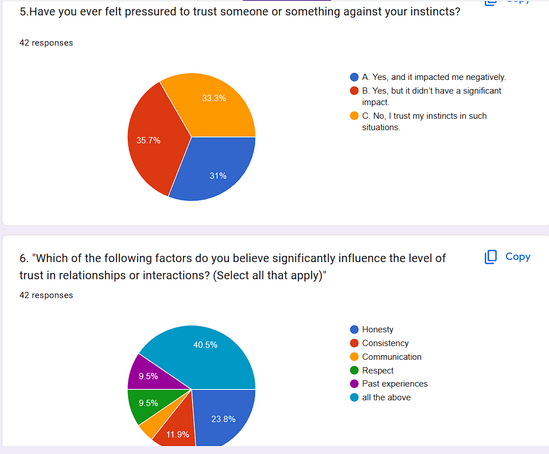 5.Have you ever felt pressured to trust someone or something against your instincts?
42 responses
33.3%
35.7%
31%
A. Yes, and it impacted me negatively.
B. Yes, but it didn't have a significant
impact.
C. No, I trust my instincts in such
situations.
6. "Which of the following factors do you believe significantly influence the level of
trust in relationships or interactions? (Select all that apply)"
Copy
42 responses
40.5%
9.5%
9.5%
23.8%
11.9%
Honesty
Consistency
Communication
Respect
Past experiences
all the above